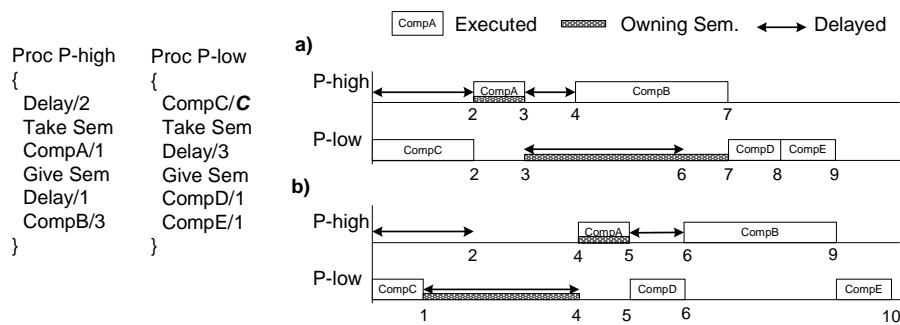 CompA Executed Owning Sem. Delayed
Proc P-high
{
Delay/2
Take Sem
CompA/1
Give Sem
Delay/1
CompB/3
}
Proc P-low
{
CompC/C
Take Sem
Delay/3
Give Sem
CompD/1
CompE/1
}
a)
P-high
CompA CompB
2 3 4 7
P-low
CompC CompD CompE
2 3 6 7 8 9
b)
P-high
CompA CompB
2 4 5 6 9
P-low
CompC CompD CompE
1 4 5 6 10